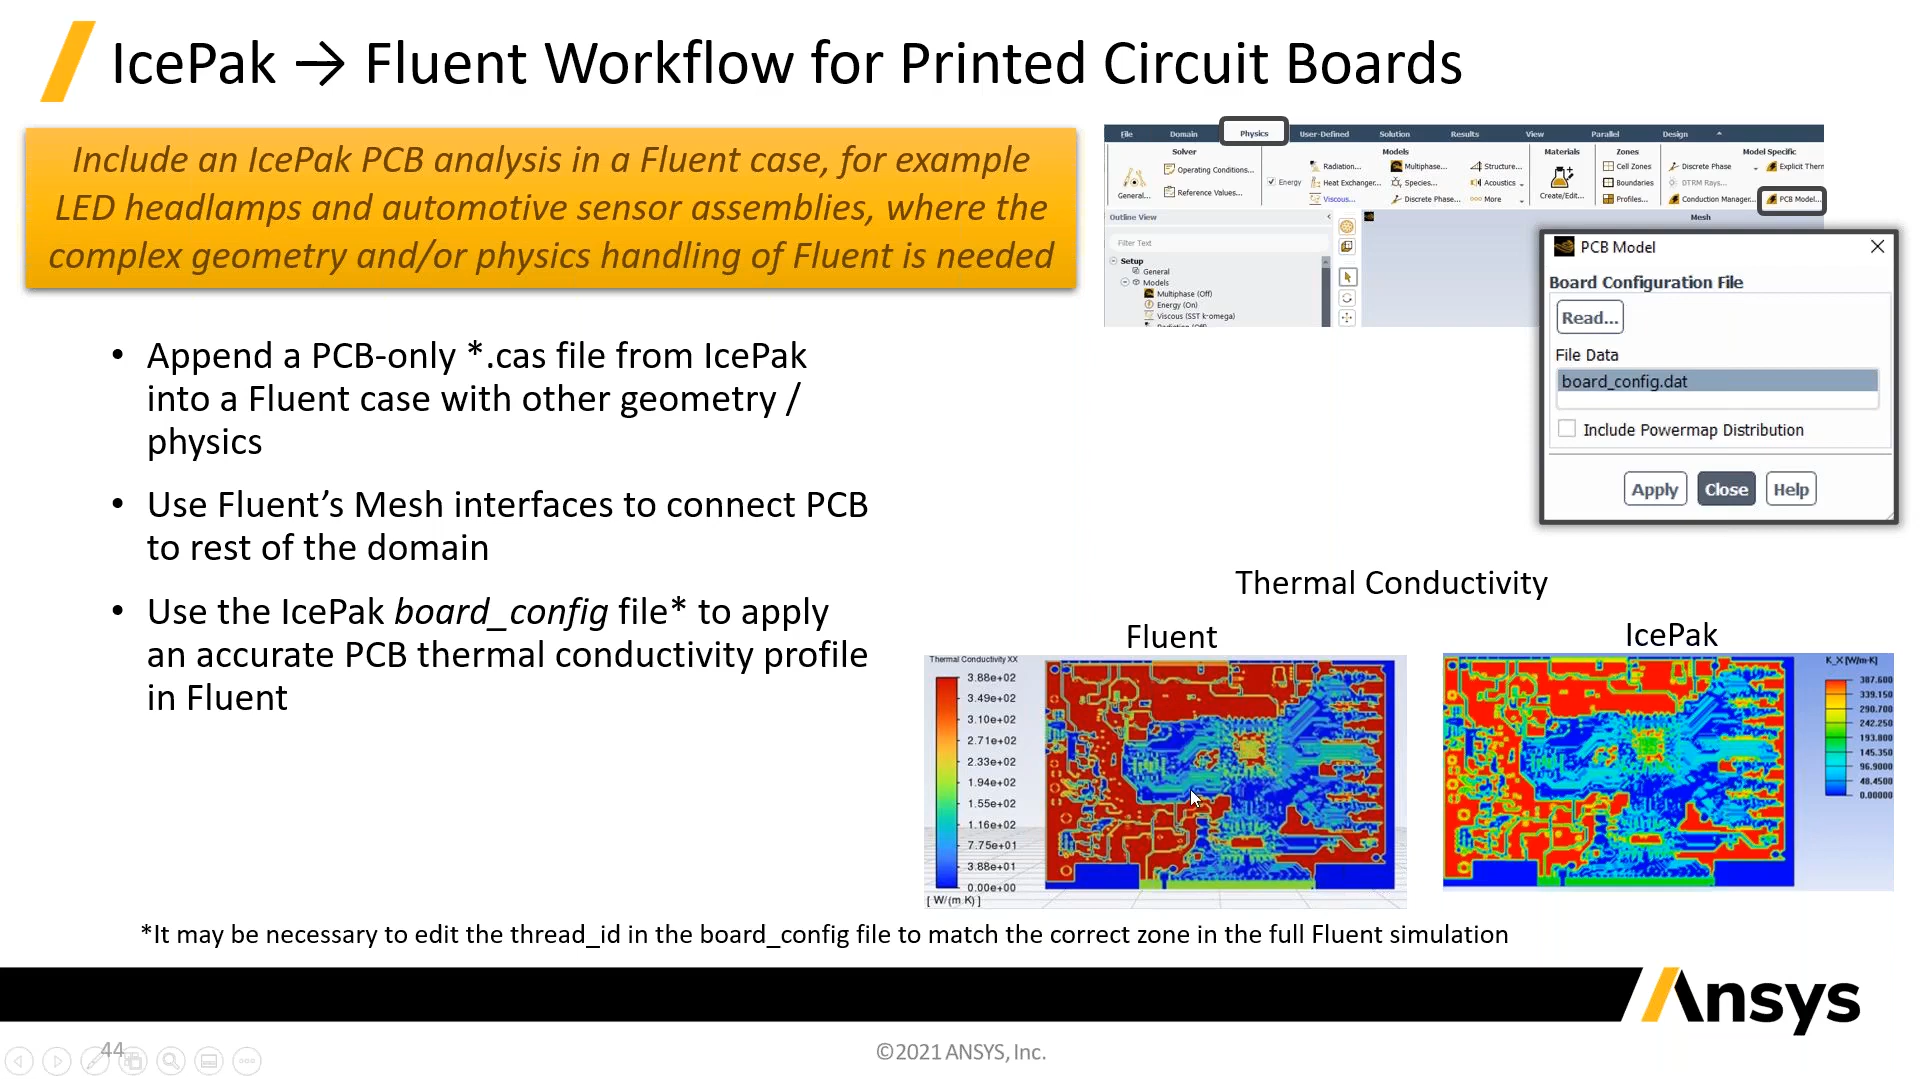 IcePak → Fluent Workflow for Printed Circuit Boards
Include an IcePak PCB analysis in a Fluent case, for example
LED headlamps and automotive sensor assemblies, where the
complex geometry and/or physics handling of Fluent is needed
• Append a PCB-only *.cas file from IcePak
into a Fluent case with other geometry /
physics
• Use Fluent’s Mesh interfaces to connect PCB
to rest of the domain
• Use the IcePak board_config file* to apply
an accurate PCB thermal conductivity profile
in Fluent
File Domain Physics User-Defined Solution Results View Parallel Design
Solver Models Materials Zones Model Specific
General...
Operating Conditions...
Reference Values...
Energy
Radiation...
Heat Exchanger...
Viscous...
Multiphase...
Species...
Discrete Phase...
Structure...
Acoustics
More
Create/Edit...
Cell Zones
Boundaries
Profiles...
Discrete Phase
DTRM Rays...
Conduction Manager...
Explicit Therm
PCB Model...
Outline View
Mesh
Filter Text
Setup
General
Models
Multiphase (Off)
Energy (On)
Viscous (SST k-omega)
Radiation (Off)
PCB Model
Board Configuration File
Read...
File Data
board_config.dat
Include Powermap Distribution
Apply Close Help
Thermal Conductivity
Fluent
IcePak
Thermal Conductivity XX
3.88e+02
3.49e+02
3.10e+02
2.71e+02
2.33e+02
1.94e+02
1.55e+02
1.16e+02
7.75e+01
3.88e+01
0.00e+00
[ W/(m K) ]
K_X [W/m-K]
387.600
339.150
290.700
242.250
193.800
145.350
96.9000
48.4500
0.00000
*It may be necessary to edit the thread_id in the board_config file to match the correct zone in the full Fluent simulation
Ansys
44
©2021 ANSYS, Inc.